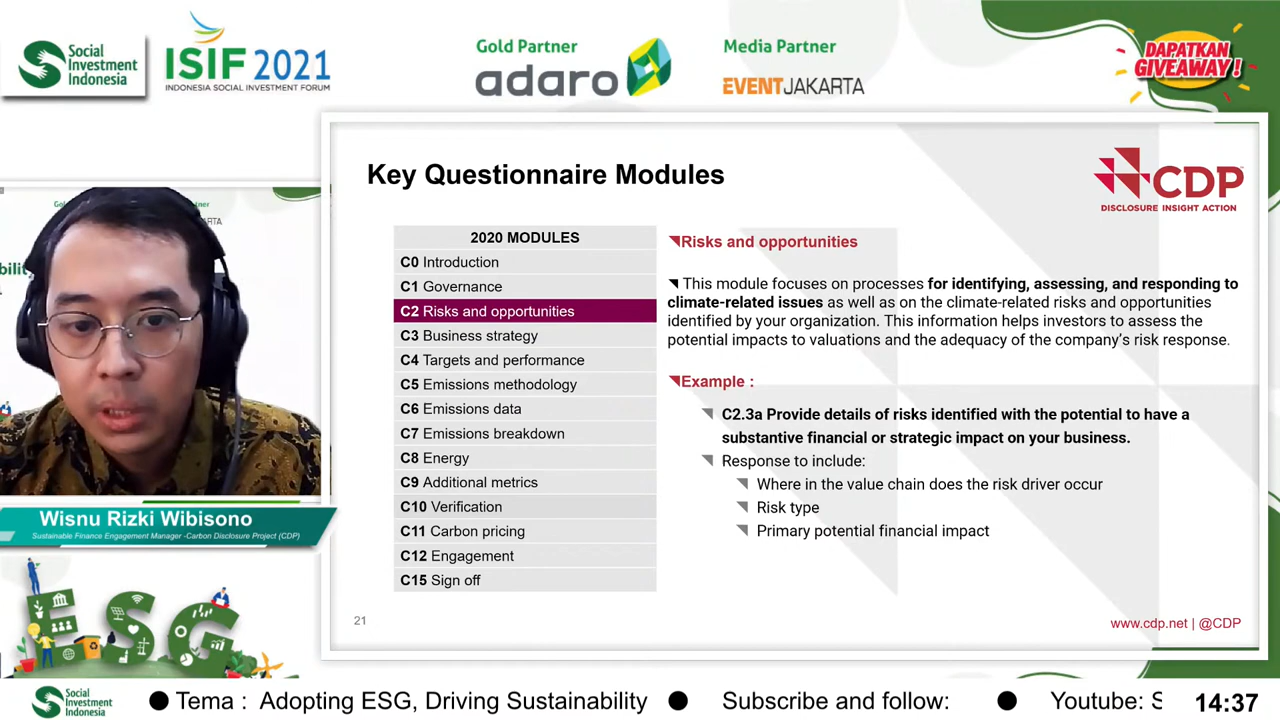 Social
Investment
Indonesia
ISIF 2021
INDONESIA SOCIAL INVESTMENT FORUM
Gold Partner
adaro
Media Partner
EVENTJAKARTA
DAPATKAN
GIVEAWAY !
Key Questionnaire Modules
CDP
DISCLOSURE INSIGHT ACTION
2020 MODULES
C0 Introduction
C1 Governance
C2 Risks and opportunities
C3 Business strategy
C4 Targets and performance
C5 Emissions methodology
C6 Emissions data
C7 Emissions breakdown
C8 Energy
C9 Additional metrics
C10 Verification
C11 Carbon pricing
C12 Engagement
C15 Sign off
Risks and opportunities
This module focuses on processes for identifying, assessing, and responding to
climate-related issues as well as on the climate-related risks and opportunities
identified by your organization. This information helps investors to assess the
potential impacts to valuations and the adequacy of the company's risk response.
Example :
C2.3a Provide details of risks identified with the potential to have a
substantive financial or strategic impact on your business.
Response to include:
Where in the value chain does the risk driver occur
Risk type
Primary potential financial impact
21
www.cdp.net | @CDP
Wisnu Rizki Wibisono
Sustainable Finance Engagement Manager -Carbon Disclosure Project (CDP)
ESG
Social
Investment
Indonesia
● Tema : Adopting ESG, Driving Sustainability ● Subscribe and follow: ● Youtube: S
14:37